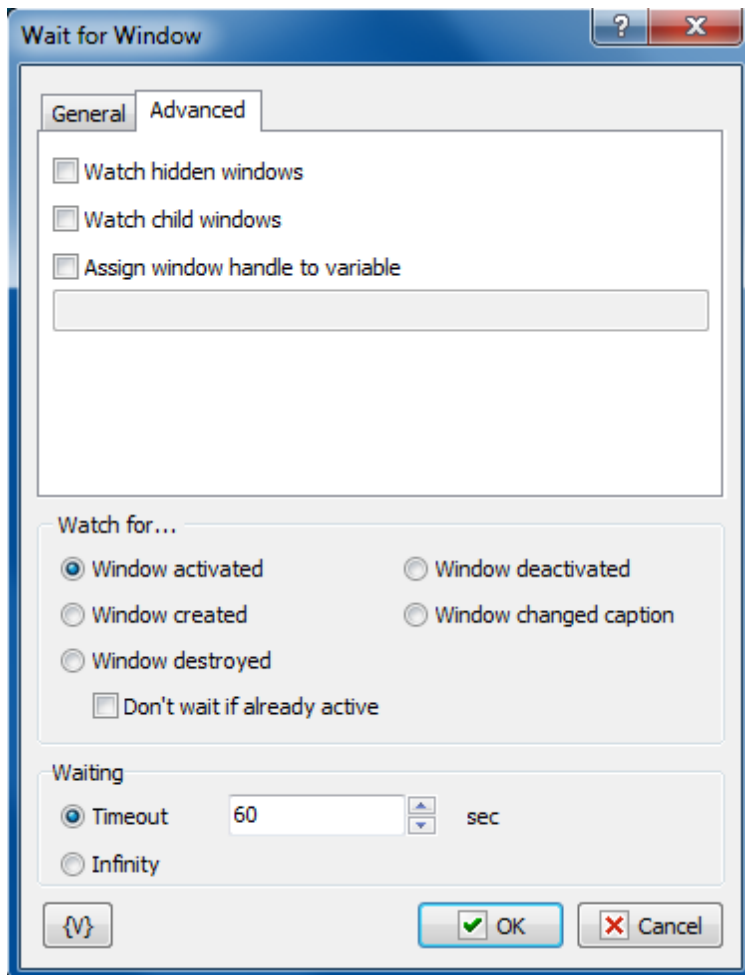 Wait for Window
?
General Advanced
Watch hidden windows
Watch child windows
Assign window handle to variable
Watch for...
Window activated Window deactivated
Window created Window changed caption
Window destroyed
Don't wait if already active
Waiting
Timeout 60 sec
Infinity
{V} OK Cancel